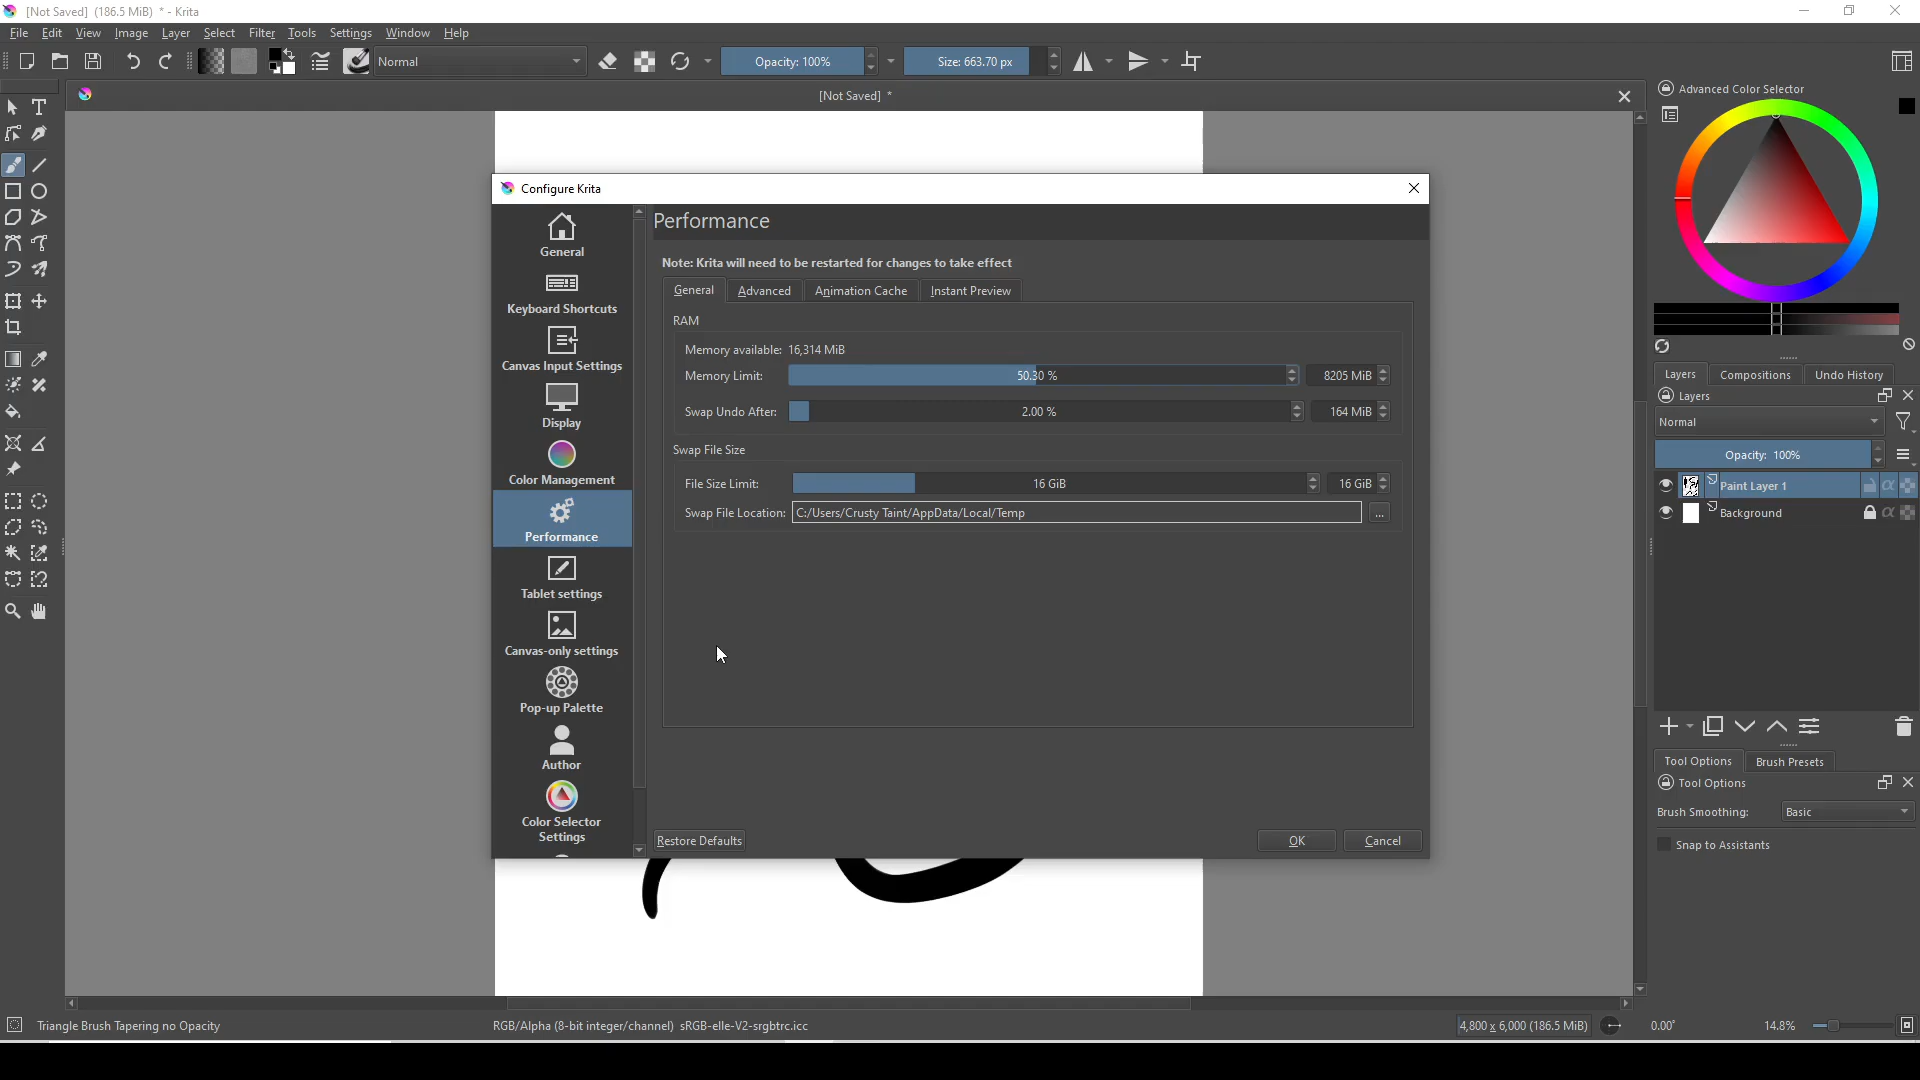 [Not Saved] (186.5 MiB) * - Krita
File Edit View Image Layer Select Filter Tools Settings Window Help
Normal
Opacity: 100%
Size: 663.70 px
[Not Saved] *
Advanced Color Selector
Configure Krita
General
Keyboard Shortcuts
Canvas Input Settings
Display
Color Management
Performance
Tablet settings
Canvas-only settings
Pop-up Palette
Author
Color Selector
Settings
Performance
Note: Krita will need to be restarted for changes to take effect
General Advanced Animation Cache Instant Preview
RAM
Memory available: 16,314 MiB
Memory Limit: 50.30 % 8205 MiB
Swap Undo After: 2.00 % 164 MiB
Swap File Size
File Size Limit: 16 GiB 16 GiB
Swap File Location: C:/Users/Crusty Taint/AppData/Local/Temp ...
Restore Defaults OK Cancel
Layers Compositions Undo History
Layers
Normal
Opacity: 100%
Paint Layer 1
Background
Tool Options Brush Presets
Tool Options
Brush Smoothing: Basic
Snap to Assistants
Triangle Brush Tapering no Opacity
RGB/Alpha (8-bit integer/channel) sRGB-elle-V2-srgbtrc.icc
4,800 x 6,000 (186.5 MiB)
0.00°
14.8%